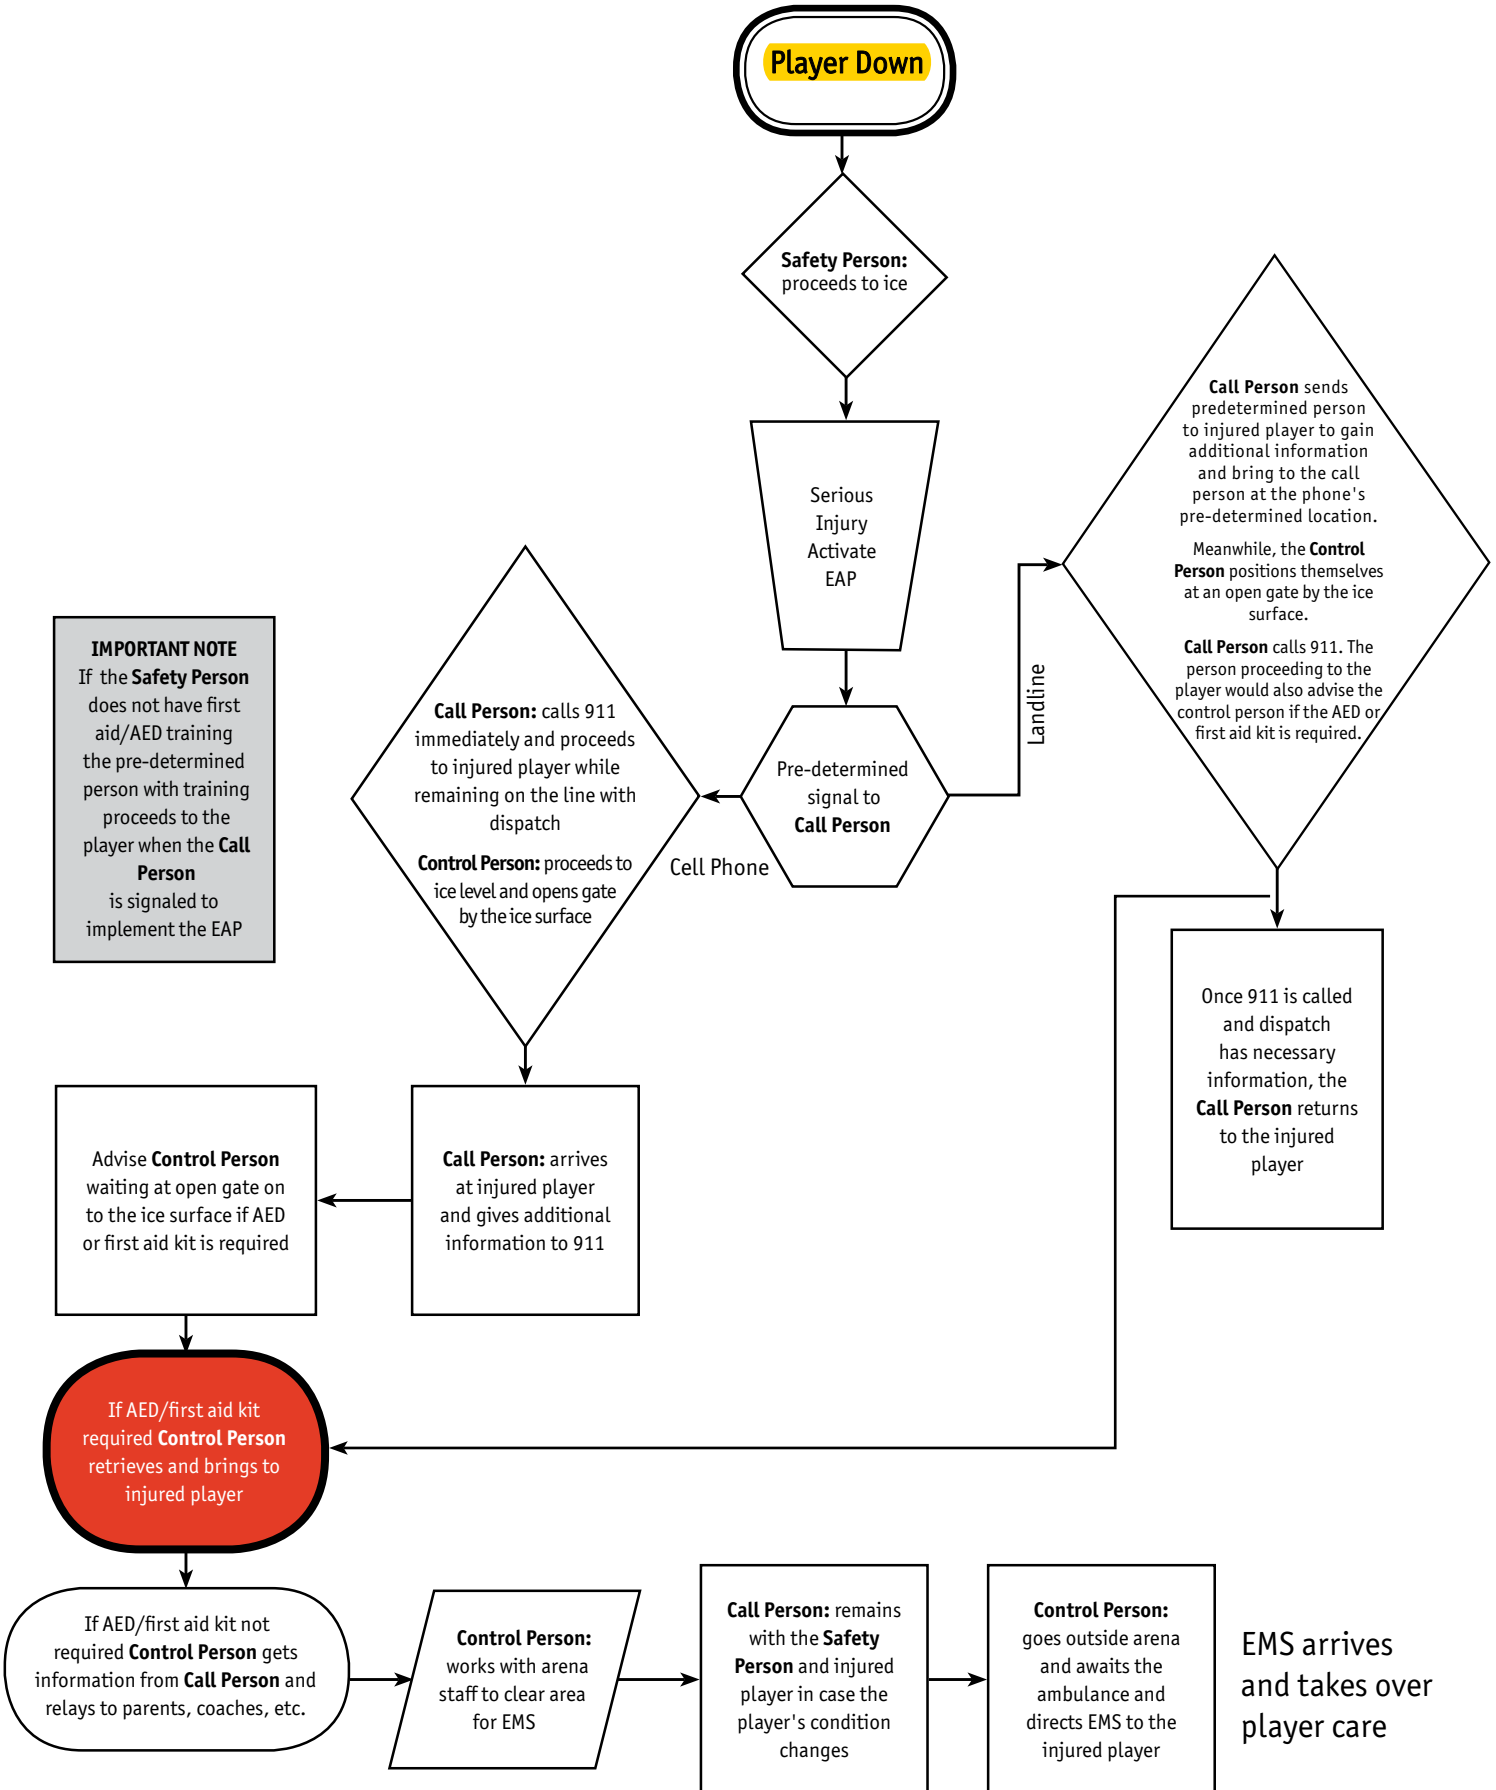 Player Down
Safety Person:
proceeds to ice
Serious
Injury
Activate
EAP
Pre-determined
signal to
Call Person
Landline
Cell Phone
Call Person sends
predetermined person
to injured player to gain
additional information
and bring to the call
person at the phone's
pre-determined location.
Meanwhile, the Control
Person positions themselves
at an open gate by the ice
surface.
Call Person calls 911. The
person proceeding to the
player would also advise the
control person if the AED or
first aid kit is required.
Once 911 is called
and dispatch
has necessary
information, the
Call Person returns
to the injured
player
IMPORTANT NOTE
If the Safety Person
does not have first
aid/AED training
the pre-determined
person with training
proceeds to the
player when the Call
Person
is signaled to
implement the EAP
Call Person: calls 911
immediately and proceeds
to injured player while
remaining on the line with
dispatch
Control Person: proceeds to
ice level and opens gate
by the ice surface
Call Person: arrives
at injured player
and gives additional
information to 911
Advise Control Person
waiting at open gate on
to the ice surface if AED
or first aid kit is required
If AED/first aid kit
required Control Person
retrieves and brings to
injured player
If AED/first aid kit not
required Control Person gets
information from Call Person and
relays to parents, coaches, etc.
Control Person:
works with arena
staff to clear area
for EMS
Call Person: remains
with the Safety
Person and injured
player in case the
player's condition
changes
Control Person:
goes outside arena
and awaits the
ambulance and
directs EMS to the
injured player
EMS arrives
and takes over
player care